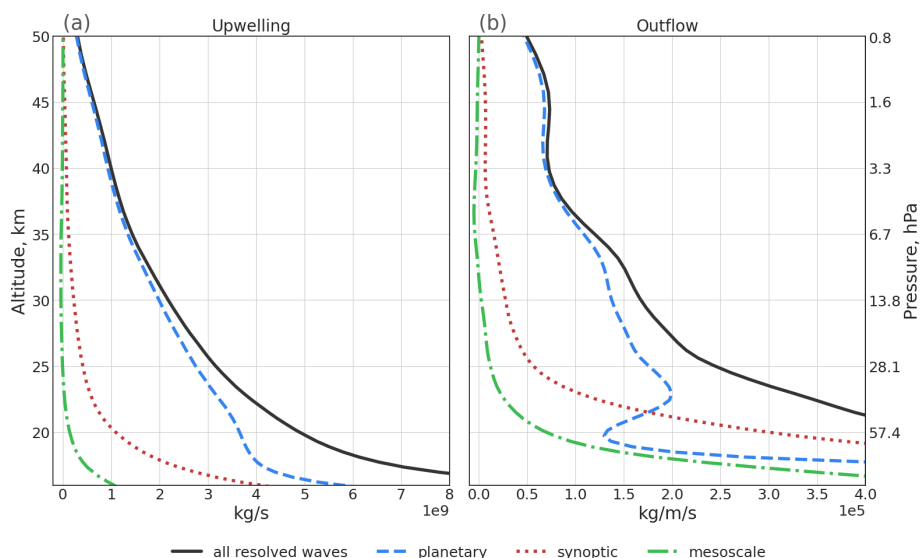 (a)
Upwelling
(b)
Outflow
50
45
40
35
30
25
20
Altitude, km
0
1
2
3
4
5
6
7
8
1e9
kg/s
0.0
0.5
1.0
1.5
2.0
2.5
3.0
3.5
4.0
1e5
kg/m/s
0.8
1.6
3.3
6.7
13.8
28.1
57.4
Pressure, hPa
all resolved waves
planetary
synoptic
mesoscale